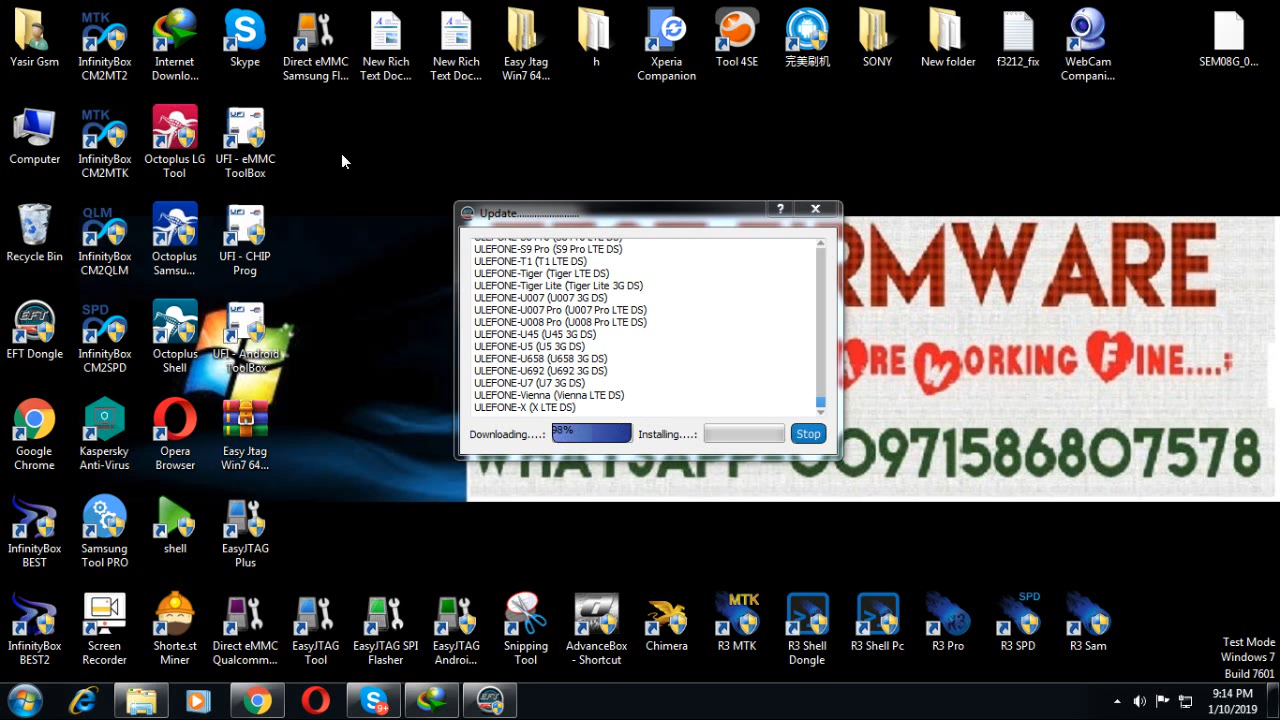 Yasir Gsm
InfinityBox CM2MT2
Internet Downlo...
Skype
Direct eMMC Samsung Fl...
New Rich Text Doc...
New Rich Text Doc...
Easy Jtag Win7 64...
h
Xperia Companion
Tool 4SE
完美刷机
SONY
New folder
f3212_fix
WebCam Compani...
SEM08G_0...
MTK
Computer
MTK
InfinityBox CM2MTK
Octoplus LG Tool
UFI
UFI - eMMC ToolBox
Recycle Bin
QLM
InfinityBox CM2QLM
Octoplus Samsu...
UFI
UFI - CHIP Prog
EFT
EFT Dongle
SPD
InfinityBox CM2SPD
Octoplus Shell
UFI
UFI - Android ToolBox
Google Chrome
Kaspersky Anti-Virus
Opera Browser
Easy Jtag Win7 64...
InfinityBox BEST
Samsung Tool PRO
shell
EasyJTAG Plus
InfinityBox BEST2
Screen Recorder
Shorte.st Miner
Direct eMMC Qualcomm...
EasyJTAG Tool
EasyJTAG SPI Flasher
EasyJTAG Androi...
Snipping Tool
AdvanceBox - Shortcut
Chimera
MTK
R3 MTK
R3 Shell Dongle
R3 Shell Pc
R3 Pro
SPD
R3 SPD
R3 Sam
Update........................
ULEFONE-S9 Pro (S9 Pro LTE DS)
ULEFONE-T1 (T1 LTE DS)
ULEFONE-Tiger (Tiger LTE DS)
ULEFONE-Tiger Lite (Tiger Lite 3G DS)
ULEFONE-U007 (U007 3G DS)
ULEFONE-U007 Pro (U007 Pro LTE DS)
ULEFONE-U008 Pro (U008 Pro LTE DS)
ULEFONE-U45 (U45 3G DS)
ULEFONE-U5 (U5 3G DS)
ULEFONE-U658 (U658 3G DS)
ULEFONE-U692 (U692 3G DS)
ULEFONE-U7 (U7 3G DS)
ULEFONE-Vienna (Vienna LTE DS)
ULEFONE-X (X LTE DS)
Downloading....:
98%
Installing....:
Stop
RMWARE
ARE WORKING FINE....:
WHATSAPP-00971586807578
Test Mode
Windows 7
Build 7601
9+
EFT
9:14 PM
1/10/2019